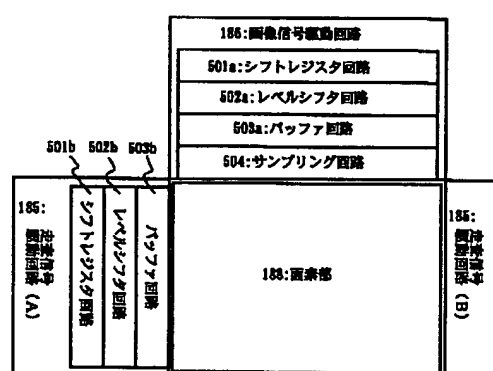 186:画像信号駆動回路
501a:シフトレジスタ回路
502a:レベルシフタ回路
503a:バッファ回路
504:サンプリング回路
501b 502b 503b
185:
走査信号
駆動回路(A)
シフトレジスタ回路
レベルシフタ回路
バッファ回路
188:画素部
185:
走査信号
駆動回路(B)